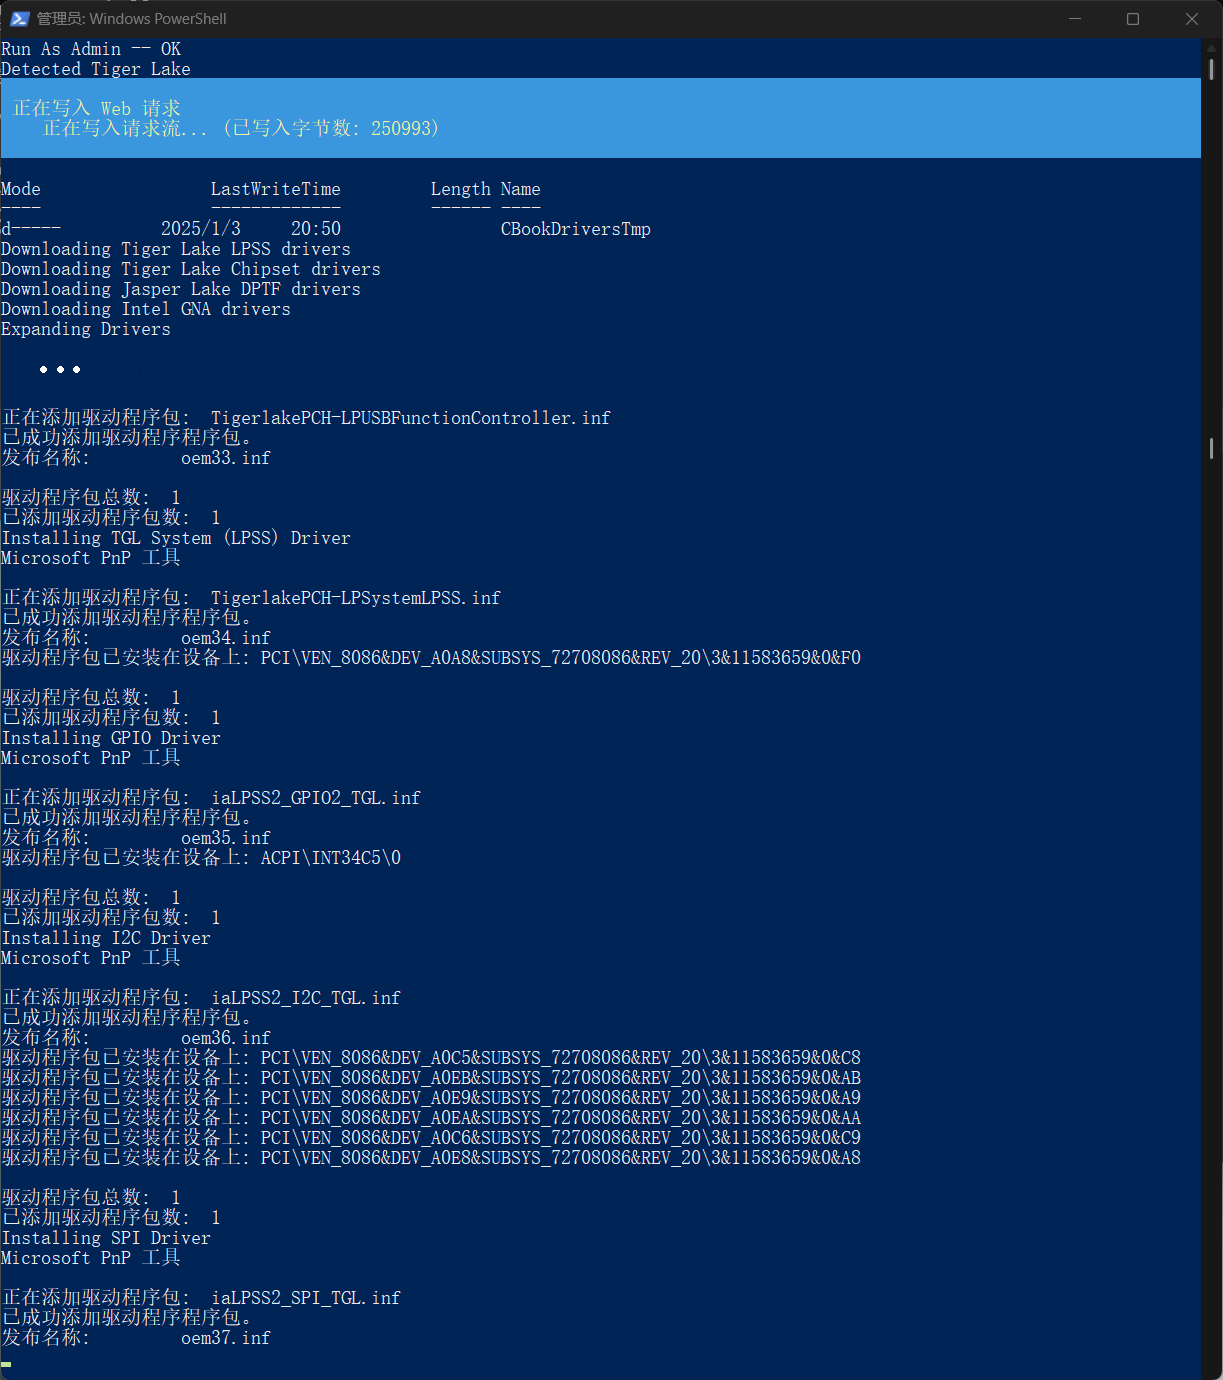 管理员: Windows PowerShell
Run As Admin -- OK
Detected Tiger Lake
正在写入 Web 请求
正在写入请求流... (已写入字节数: 250993)
Mode LastWriteTime Length Name
---- ------------- ------ ----
d----- 2025/1/3 20:50 CBookDriversTmp
Downloading Tiger Lake LPSS drivers
Downloading Tiger Lake Chipset drivers
Downloading Jasper Lake DPTF drivers
Downloading Intel GNA drivers
Expanding Drivers
...
正在添加驱动程序包: TigerlakePCH-LPUSBFunctionController.inf
已成功添加驱动程序程序包。
发布名称: oem33.inf
驱动程序包总数: 1
已添加驱动程序包数: 1
Installing TGL System (LPSS) Driver
Microsoft PnP 工具
正在添加驱动程序包: TigerlakePCH-LPSystemLPSS.inf
已成功添加驱动程序程序包。
发布名称: oem34.inf
驱动程序包已安装在设备上: PCI\VEN_8086&DEV_A0A8&SUBSYS_72708086&REV_20\3&11583659&0&F0
驱动程序包总数: 1
已添加驱动程序包数: 1
Installing GPIO Driver
Microsoft PnP 工具
正在添加驱动程序包: iaLPSS2_GPIO2_TGL.inf
已成功添加驱动程序程序包。
发布名称: oem35.inf
驱动程序包已安装在设备上: ACPI\INT34C5\0
驱动程序包总数: 1
已添加驱动程序包数: 1
Installing I2C Driver
Microsoft PnP 工具
正在添加驱动程序包: iaLPSS2_I2C_TGL.inf
已成功添加驱动程序程序包。
发布名称: oem36.inf
驱动程序包已安装在设备上: PCI\VEN_8086&DEV_A0C5&SUBSYS_72708086&REV_20\3&11583659&0&C8
驱动程序包已安装在设备上: PCI\VEN_8086&DEV_A0EB&SUBSYS_72708086&REV_20\3&11583659&0&AB
驱动程序包已安装在设备上: PCI\VEN_8086&DEV_A0E9&SUBSYS_72708086&REV_20\3&11583659&0&A9
驱动程序包已安装在设备上: PCI\VEN_8086&DEV_A0EA&SUBSYS_72708086&REV_20\3&11583659&0&AA
驱动程序包已安装在设备上: PCI\VEN_8086&DEV_A0C6&SUBSYS_72708086&REV_20\3&11583659&0&C9
驱动程序包已安装在设备上: PCI\VEN_8086&DEV_A0E8&SUBSYS_72708086&REV_20\3&11583659&0&A8
驱动程序包总数: 1
已添加驱动程序包数: 1
Installing SPI Driver
Microsoft PnP 工具
正在添加驱动程序包: iaLPSS2_SPI_TGL.inf
已成功添加驱动程序程序包。
发布名称: oem37.inf